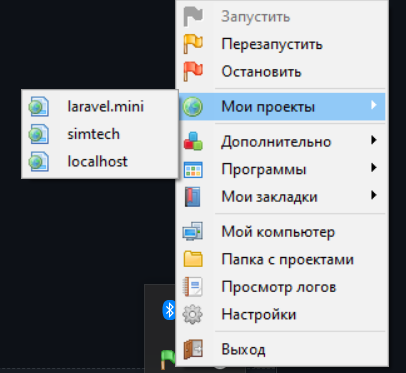 Запустить
Перезапустить
Остановить
Мои проекты
laravel.mini
simtech
localhost
Дополнительно
Программы
Мои закладки
Мой компьютер
Папка с проектами
Просмотр логов
Настройки
Выход